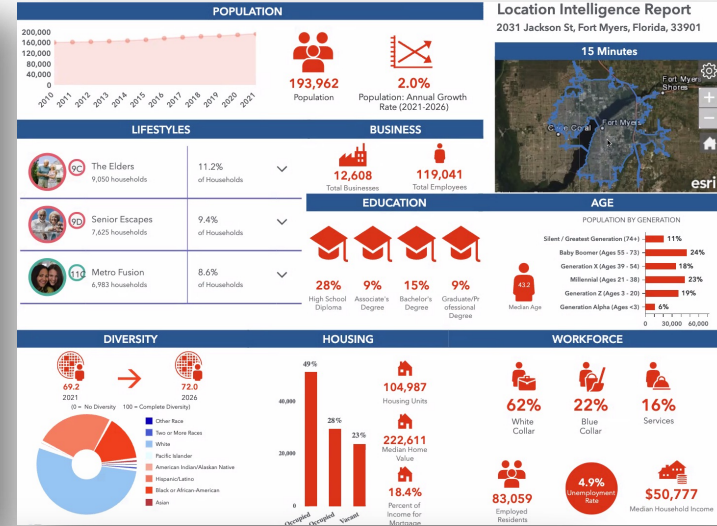 POPULATION
200,000
160,000
120,000
80,000
40,000
0
2010
2011
2012
2013
2014
2015
2016
2017
2018
2019
2020
2021
193,962
Population
2.0%
Population: Annual Growth
Rate (2021-2026)
Location Intelligence Report
2031 Jackson St, Fort Myers, Florida, 33901
15 Minutes
Fort Myers
Shores
Cape Coral
Fort Myers
esri
LIFESTYLES
9C
The Elders
9,050 households
11.2%
of Households
9D
Senior Escapes
7,625 households
9.4%
of Households
11C
Metro Fusion
6,983 households
8.6%
of Households
BUSINESS
12,608
Total Businesses
119,041
Total Employees
EDUCATION
28%
High School
Diploma
9%
Associate's
Degree
15%
Bachelor's
Degree
9%
Graduate/Pr
ofessional
Degree
AGE
POPULATION BY GENERATION
43.2
Median Age
Silent / Greatest Generation (74+)
11%
Baby Boomer (Ages 55 - 73)
24%
Generation X (Ages 39 - 54)
18%
Millennial (Ages 21 - 38)
23%
Generation Z (Ages 3 - 20)
19%
Generation Alpha (Ages <3)
6%
0 30,000 60,000
DIVERSITY
69.2
2021
72.0
2026
(0 = No Diversity 100 = Complete Diversity)
Other Race
Two or More Races
White
Pacific Islander
American Indian/Alaskan Native
Hispanic/Latino
Black or African-American
Asian
HOUSING
49%
28%
23%
40,000
20,000
0
Occupied
Occupied
Vacant
104,987
Housing Units
222,611
Median Home
Value
18.4%
Percent of
Income for
Mortgage
WORKFORCE
62%
White
Collar
22%
Blue
Collar
16%
Services
83,059
Employed
Residents
4.9%
Unemployment
Rate
$50,777
Median Household Income